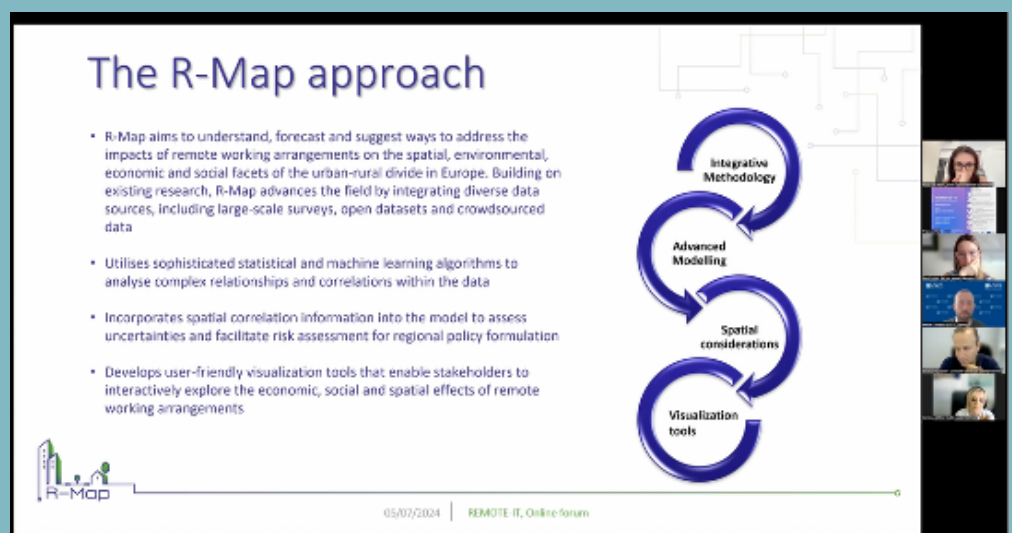 The R-Map approach
R-Map aims to understand, forecast and suggest ways to address the
impacts of remote working arrangements on the spatial, environmental,
economic and social facets of the urban-rural divide in Europe. Building on
existing research, R-Map advances the field by integrating diverse data
sources, including large-scale surveys, open datasets and crowdsourced
data
Utilises sophisticated statistical and machine learning algorithms to
analyse complex relationships and correlations within the data
Incorporates spatial correlation information into the model to assess
uncertainties and facilitate risk assessment for regional policy formulation
Develops user-friendly visualization tools that enable stakeholders to
interactively explore the economic, social and spatial effects of remote
working arrangements
Integrative
Methodology
Advanced
Modelling
Spatial
considerations
Visualization
tools
R-Map
05/07/2024
REMOTE-IT, Online forum